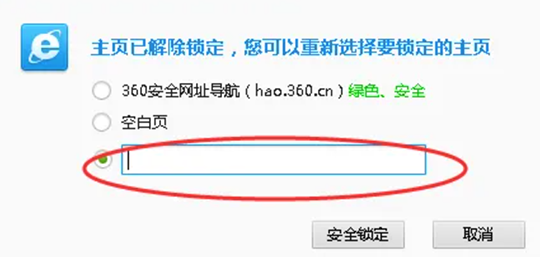 主页已解除锁定，您可以重新选择要锁定的主页
360安全网址导航（hao.360.cn）绿色、安全
空白页
安全锁定 取消